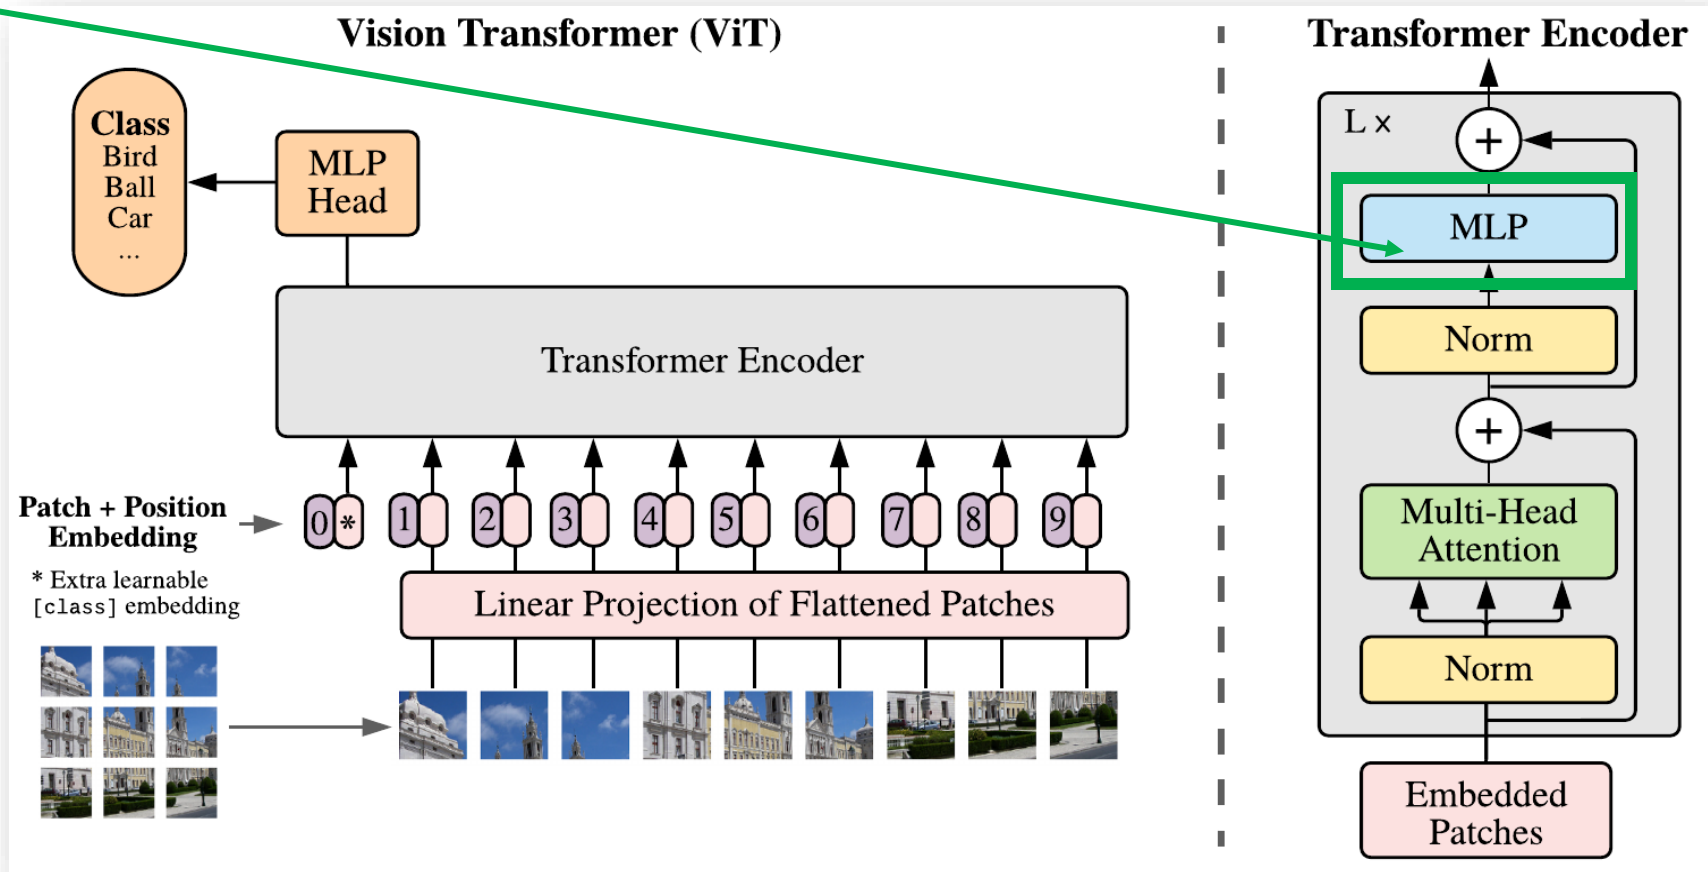 Vision Transformer (ViT)
Class
Bird
Ball
Car
...
MLP
Head
Transformer Encoder
Patch + Position
Embedding
0 * 1 2 3 4 5 6 7 8 9
* Extra learnable
[class] embedding
Linear Projection of Flattened Patches
Transformer Encoder
L ×
+
MLP
Norm
+
Multi-Head
Attention
Norm
Embedded
Patches